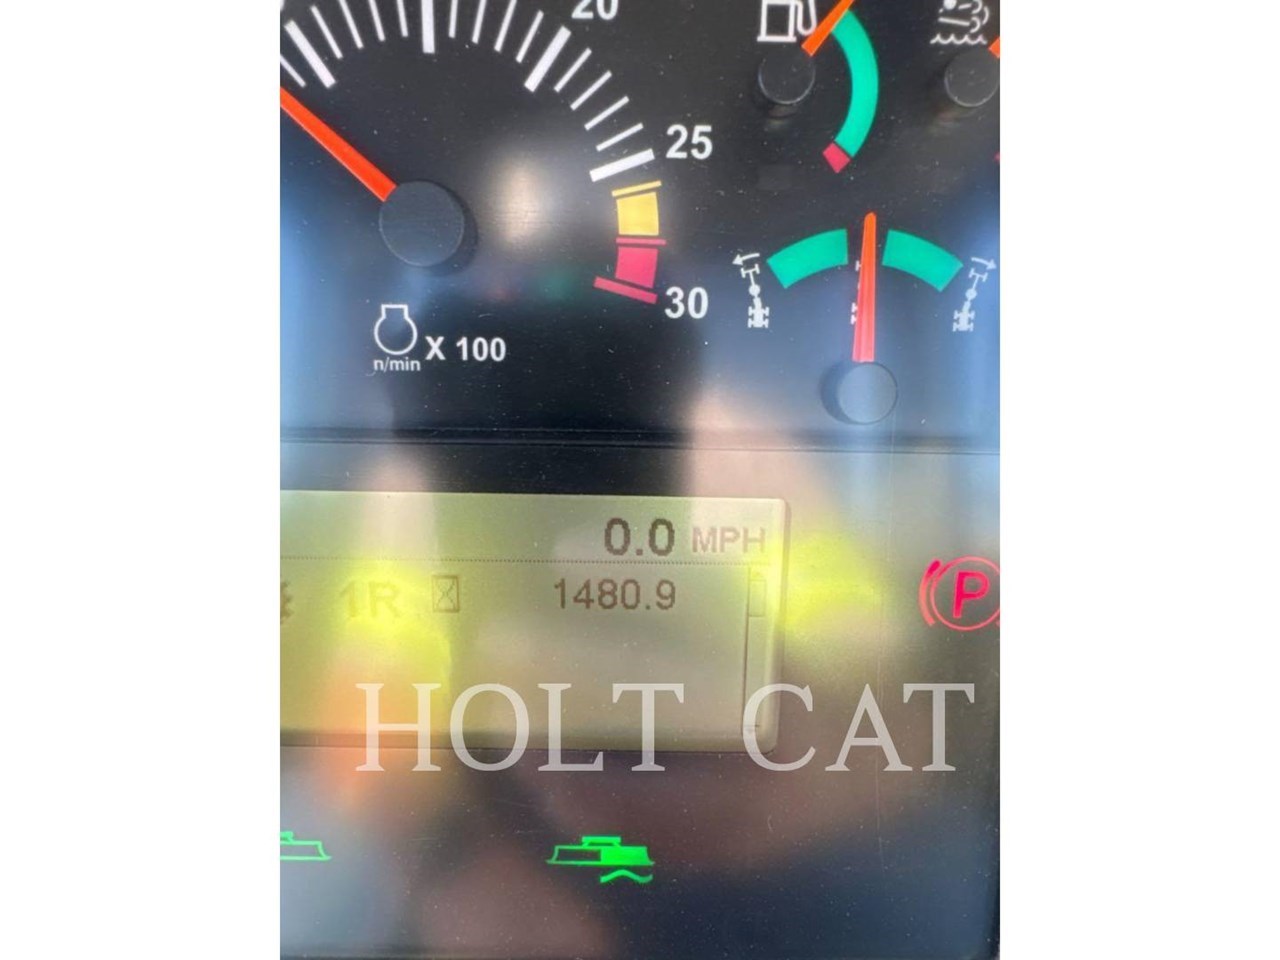 20
25
30
n/min X 100
0.0 MPH
1R 1480.9
P
HOLT CAT